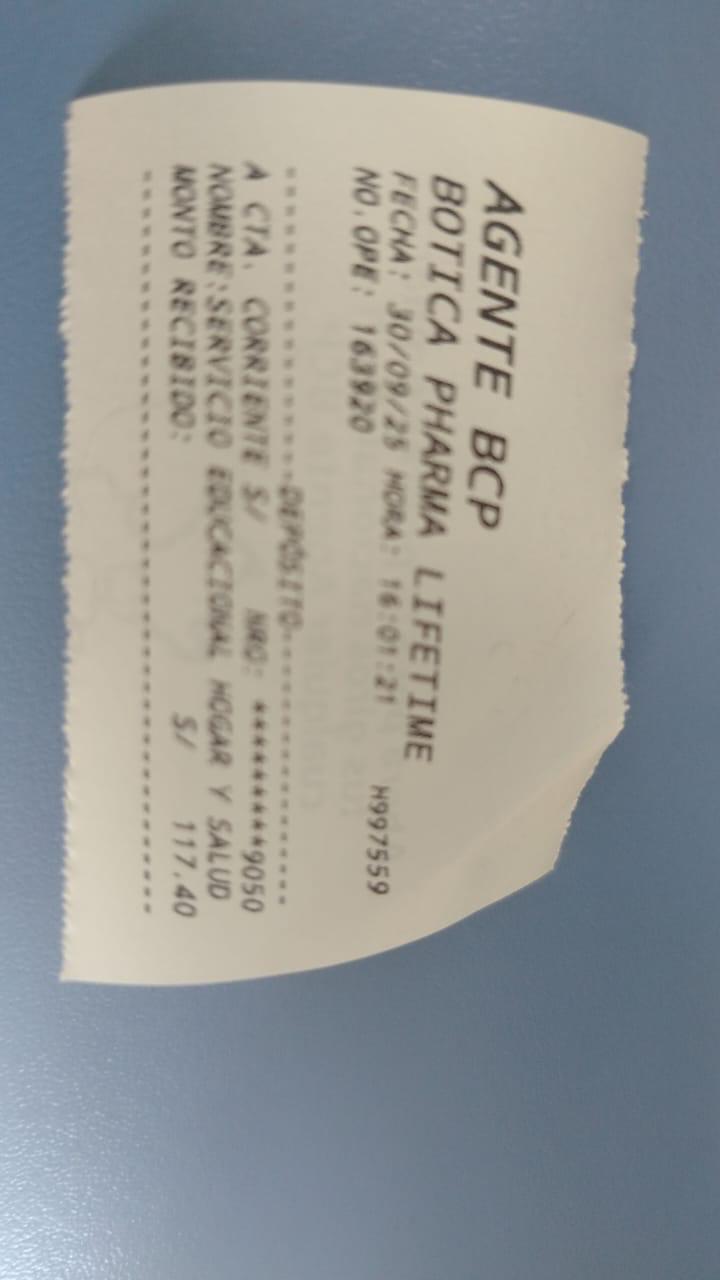 AGENTE BCP
BOTICA PHARMA LIFETIME
FECHA: 30/09/25 HORA: 16:01:21
NO.OPE: 163920 H997559
--------------DEPÓSITO--------------
A CTA. CORRIENTE S/ NRO: **********9050
NOMBRE:SERVICIO EDUCACIONAL HOGAR Y SALUD
MONTO RECIBIDO: S/ 117.40
----------------------------------------